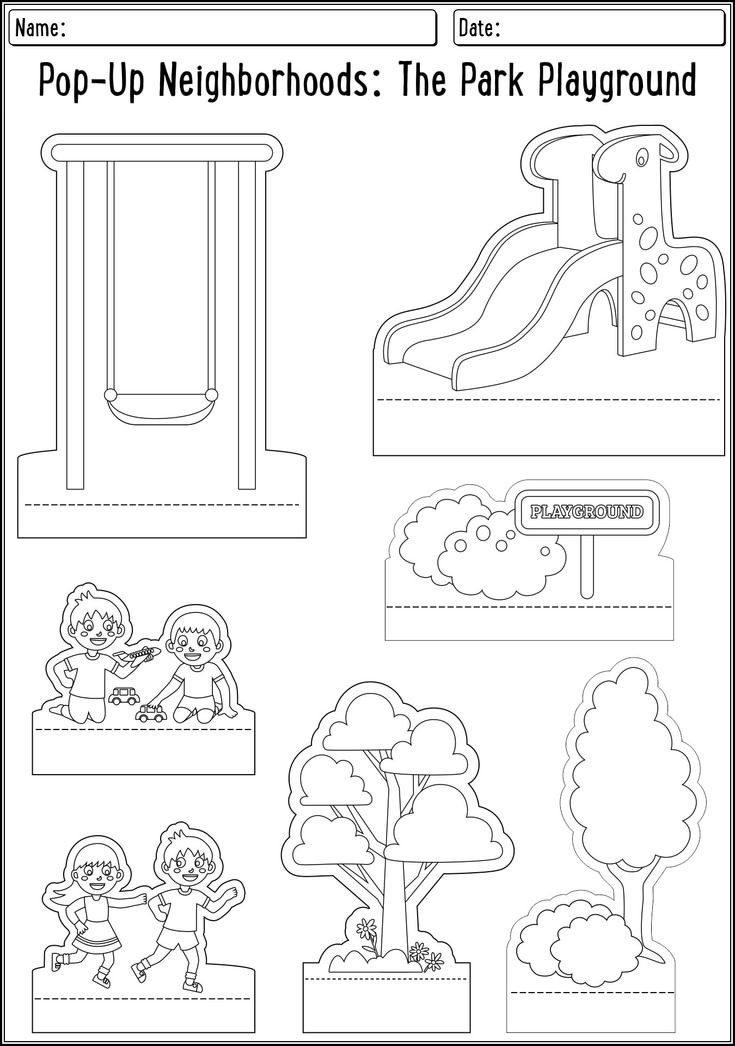 Name:
Date:
Pop-Up Neighborhoods: The Park Playground
PLAYGROUND